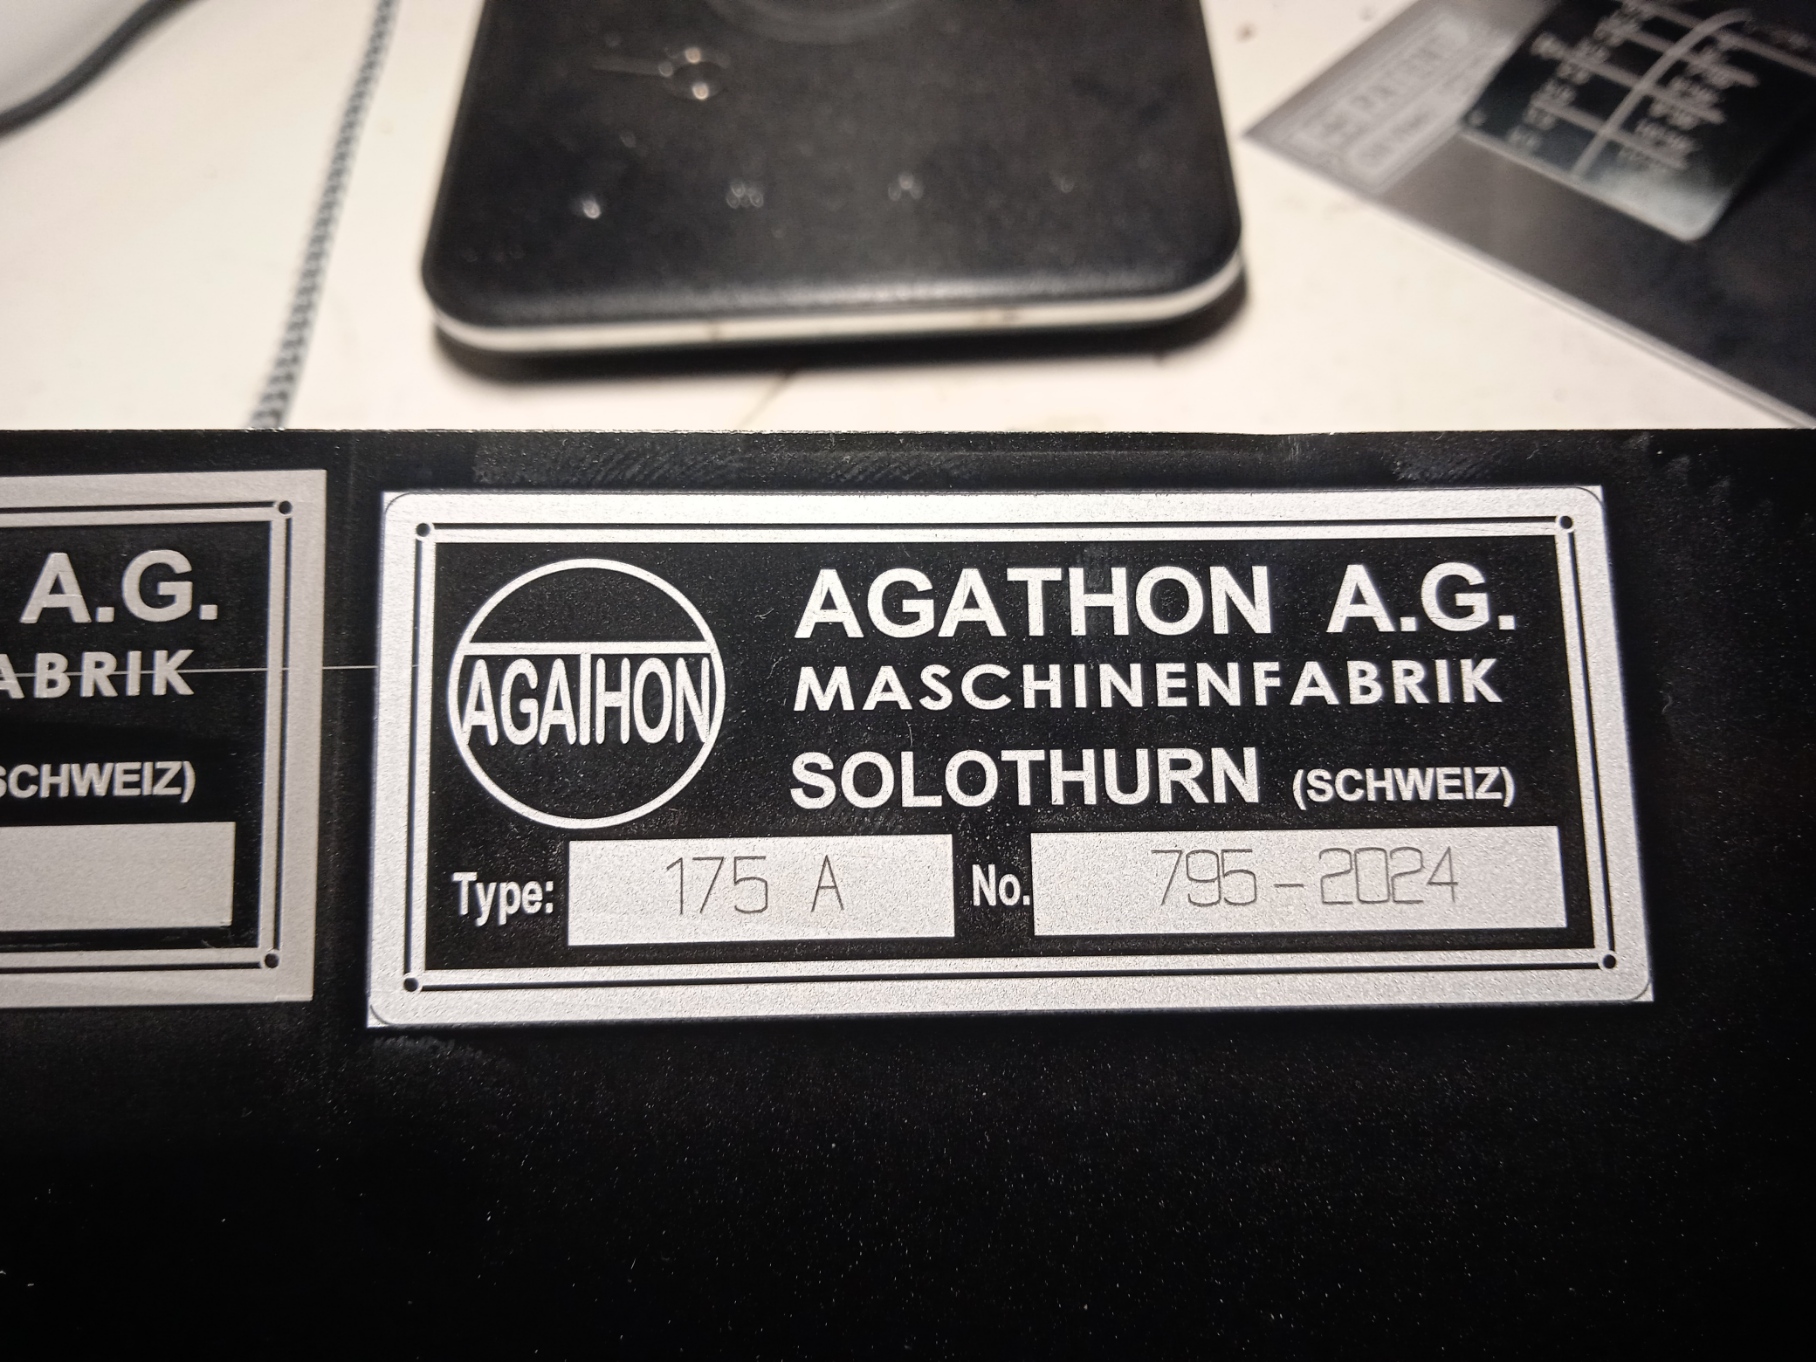 A.G.
ABRIK
SCHWEIZ)
AGATHON
AGATHON A.G.
MASCHINENFABRIK
SOLOTHURN (SCHWEIZ)
Type: 175 A No. 795-2024